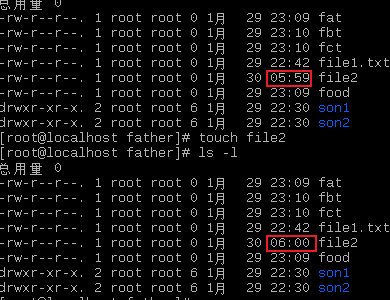 总用量 0
-rw-r--r--. 1 root root 0 1月  29 23:09 fat
-rw-r--r--. 1 root root 0 1月  29 23:10 fbt
-rw-r--r--. 1 root root 0 1月  29 23:10 fct
-rw-r--r--. 1 root root 0 1月  29 22:42 file1.txt
-rw-r--r--. 1 root root 0 1月  30 05:59 file2
-rw-r--r--. 1 root root 0 1月  29 23:09 food
drwxr-xr-x. 2 root root 6 1月  29 22:30 son1
drwxr-xr-x. 2 root root 6 1月  29 22:30 son2
[root@localhost father]# touch file2
[root@localhost father]# ls -l
总用量 0
-rw-r--r--. 1 root root 0 1月  29 23:09 fat
-rw-r--r--. 1 root root 0 1月  29 23:10 fbt
-rw-r--r--. 1 root root 0 1月  29 23:10 fct
-rw-r--r--. 1 root root 0 1月  29 22:42 file1.txt
-rw-r--r--. 1 root root 0 1月  30 06:00 file2
-rw-r--r--. 1 root root 0 1月  29 23:09 food
drwxr-xr-x. 2 root root 6 1月  29 22:30 son1
drwxr-xr-x. 2 root root 6 1月  29 22:30 son2